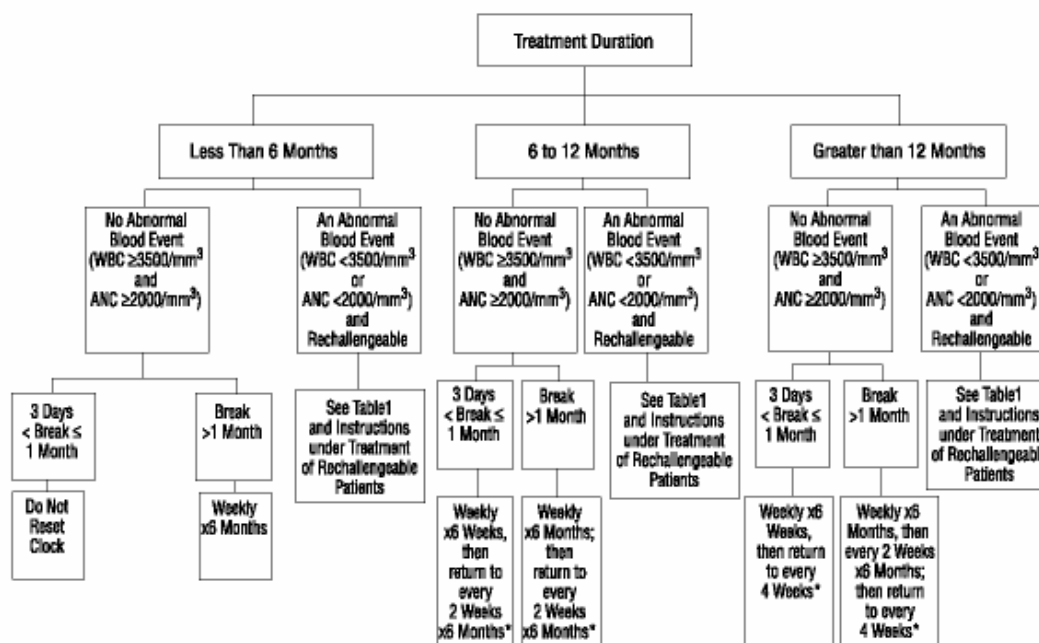 Treatment Duration
Less Than 6 Months
6 to 12 Months
Greater than 12 Months
No Abnormal
Blood Event
(WBC ≥3500/mm³
and
ANC ≥2000/mm³)
An Abnormal
Blood Event
(WBC <3500/mm³
or
ANC <2000/mm³)
and
Rechallengeable
No Abnormal
Blood Event
(WBC ≥3500/mm³
and
ANC ≥2000/mm³)
An Abnormal
Blood Event
(WBC <3500/mm³
or
ANC <2000/mm³)
and
Rechallengeable
No Abnormal
Blood Event
(WBC ≥3500/mm³
and
ANC ≥2000/mm³)
An Abnormal
Blood Event
(WBC <3500/mm³
or
ANC <2000/mm³)
and
Rechallengeable
3 Days
< Break ≤
1 Month
Break
>1 Month
See Table1
and Instructions
under Treatment
of Rechallengeable
Patients
3 Days
< Break ≤
1 Month
Break
>1 Month
See Table1
and Instructions
under Treatment
of Rechallengeable
Patients
3 Days
< Break ≤
1 Month
Break
>1 Month
See Table1
and Instructions
under Treatment
of Rechallengeable
Patients
Do Not
Reset
Clock
Weekly
x6 Months
Weekly
x6 Weeks,
then
return to
every
2 Weeks
x6 Months*
Weekly
x6 Months;
then
return to
every
2 Weeks
x6 Months*
Weekly x6
Weeks,
then return
to every
4 Weeks*
Weekly x6
Months, then
every 2 Weeks
x6 Months;
then return
to every
4 Weeks*